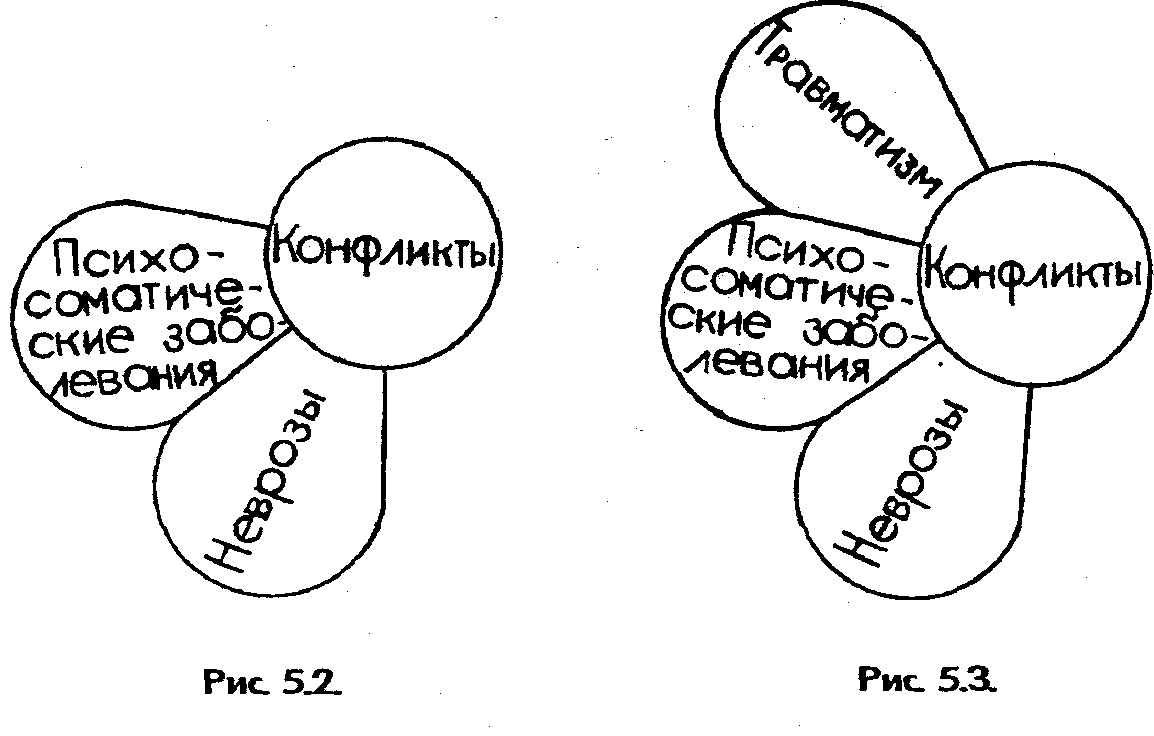 Психо-
соматиче-
ские забо-
левания
Конфликты
Неврозы
Рис. 5.2.
Травматизм
Психо-
соматиче-
ские забо-
левания
Конфликты
Неврозы
Рис. 5.3.